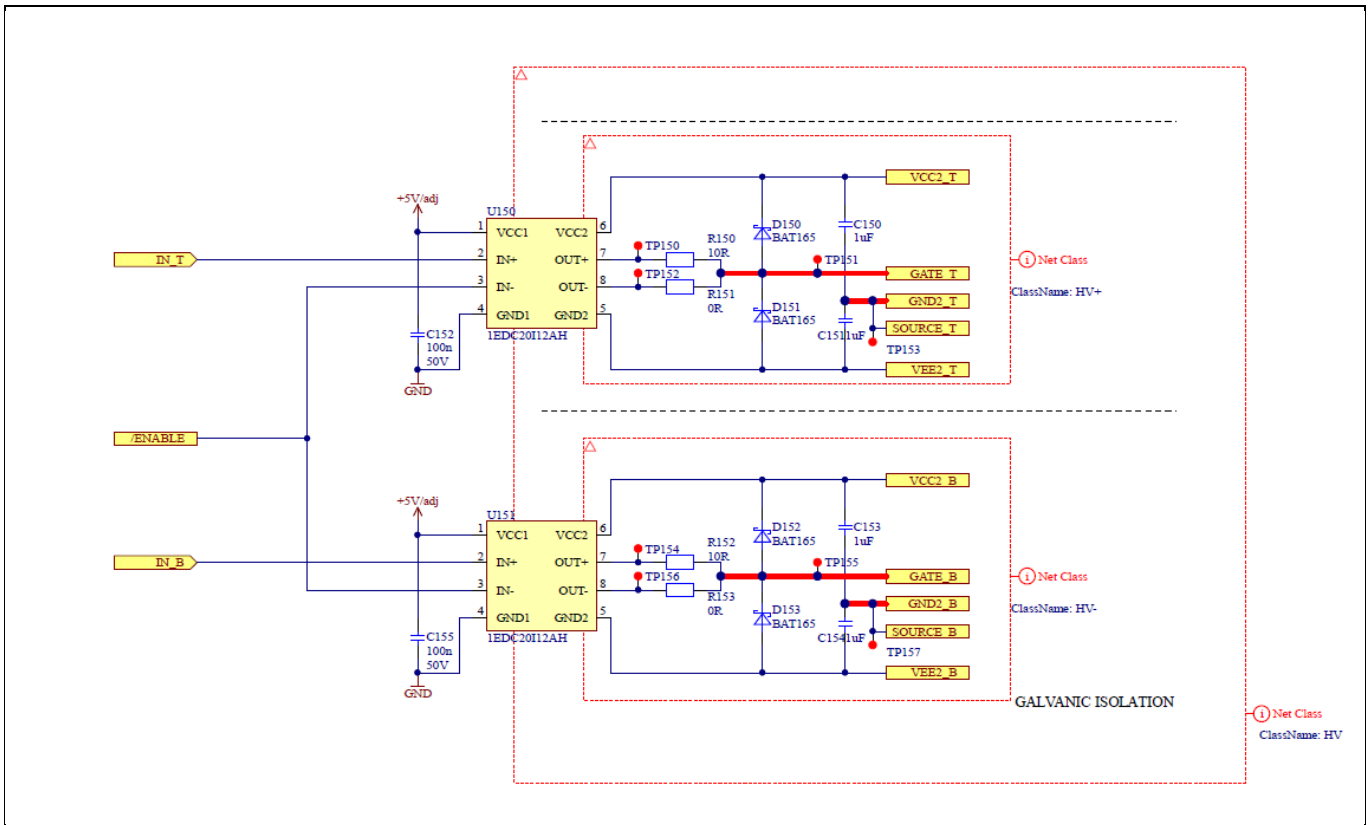 VCC2_T
+5V/adj
U150
1
VCC1
VCC2
6
D150
BAT165
C150
1uF
IN_T
2
IN+
OUT+
7
TP150
R150
10R
TP151
Net Class
3
IN-
OUT-
8
TP152
GATE_T
ClassName: HV+
R151
0R
GND2_T
4
GND1
GND2
5
D151
BAT165
C1511uF
SOURCE_T
1EDC20I12AH
TP153
C152
100n
50V
VEE2_T
GND
/ENABLE
VCC2_B
+5V/adj
U151
1
VCC1
VCC2
6
D152
BAT165
C153
1uF
IN_B
2
IN+
OUT+
7
TP154
R152
10R
TP155
Net Class
3
IN-
OUT-
8
TP156
GATE_B
ClassName: HV-
R153
0R
GND2_B
4
GND1
GND2
5
D153
BAT165
C1541uF
SOURCE_B
1EDC20I12AH
TP157
C155
100n
50V
VEE2_B
GND
GALVANIC ISOLATION
Net Class
ClassName: HV